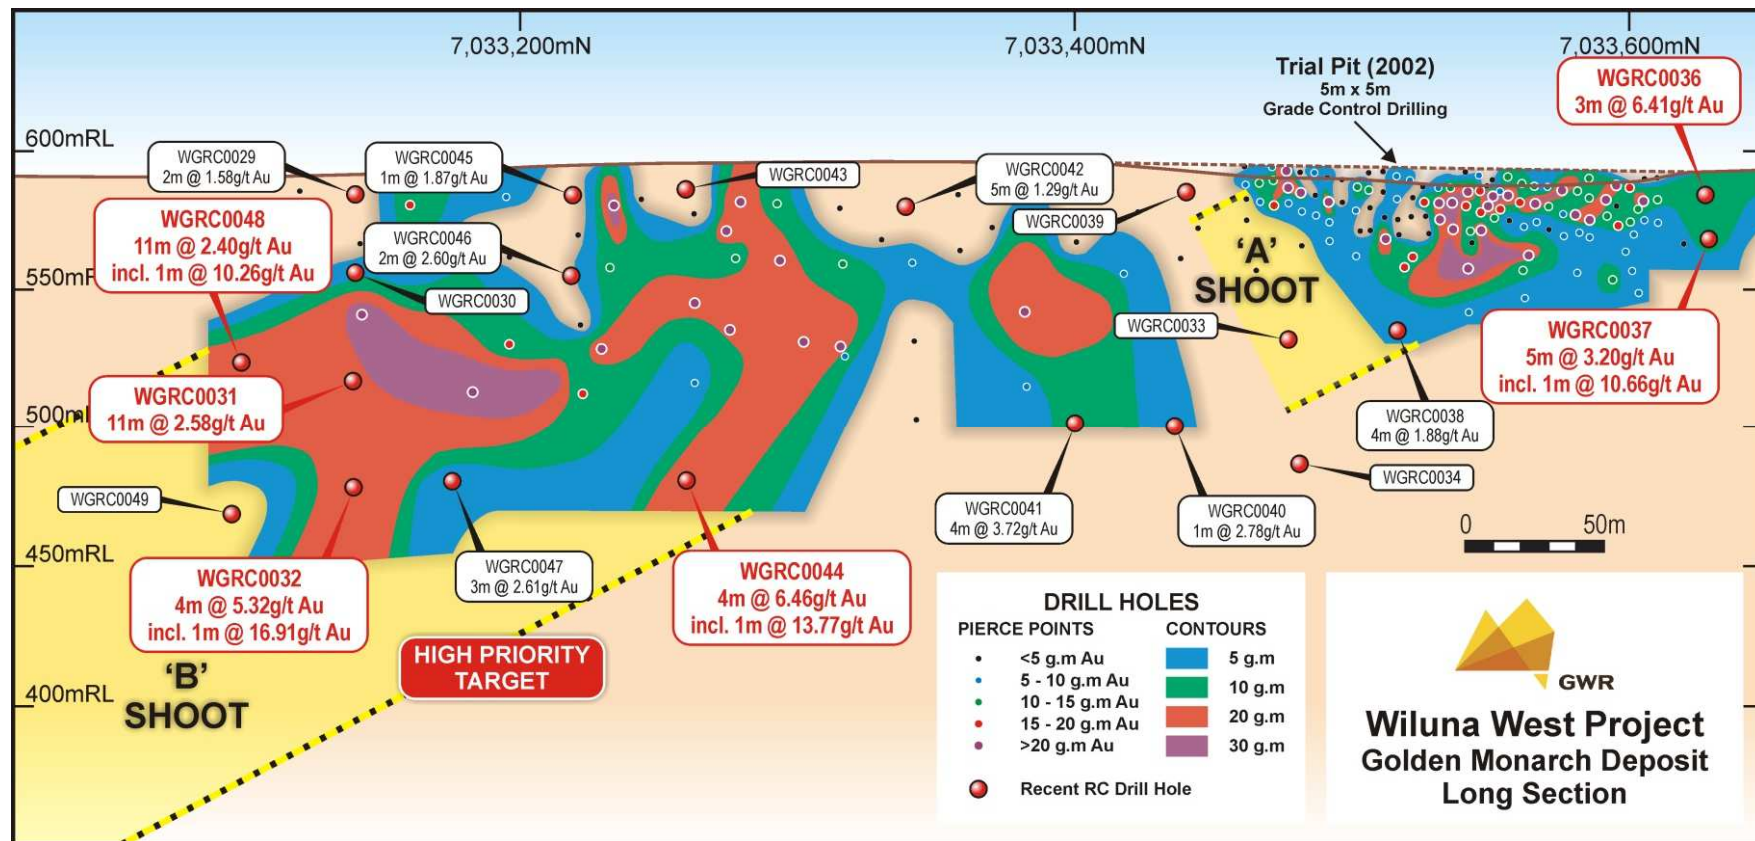 7,033,200mN
7,033,400mN
7,033,600mN
Trial Pit (2002)
5m x 5m
Grade Control Drilling
WGRC0036
3m @ 6.41g/t Au
600mRL
WGRC0029
2m @ 1.58g/t Au
WGRC0045
1m @ 1.87g/t Au
WGRC0043
WGRC0042
5m @ 1.29g/t Au
WGRC0039
WGRC0048
11m @ 2.40g/t Au
incl. 1m @ 10.26g/t Au
WGRC0046
2m @ 2.60g/t Au
'A'
SHOOT
550mRL
WGRC0030
WGRC0033
WGRC0037
5m @ 3.20g/t Au
incl. 1m @ 10.66g/t Au
WGRC0031
11m @ 2.58g/t Au
500mRL
WGRC0038
4m @ 1.88g/t Au
WGRC0034
WGRC0049
WGRC0041
4m @ 3.72g/t Au
WGRC0040
1m @ 2.78g/t Au
0 50m
450mRL
WGRC0032
4m @ 5.32g/t Au
incl. 1m @ 16.91g/t Au
WGRC0047
3m @ 2.61g/t Au
WGRC0044
4m @ 6.46g/t Au
incl. 1m @ 13.77g/t Au
HIGH PRIORITY
TARGET
'B'
SHOOT
400mRL
DRILL HOLES
PIERCE POINTS CONTOURS
<5 g.m Au 5 g.m
5 - 10 g.m Au 10 g.m
10 - 15 g.m Au
15 - 20 g.m Au 20 g.m
>20 g.m Au 30 g.m
Recent RC Drill Hole
GWR
Wiluna West Project
Golden Monarch Deposit
Long Section